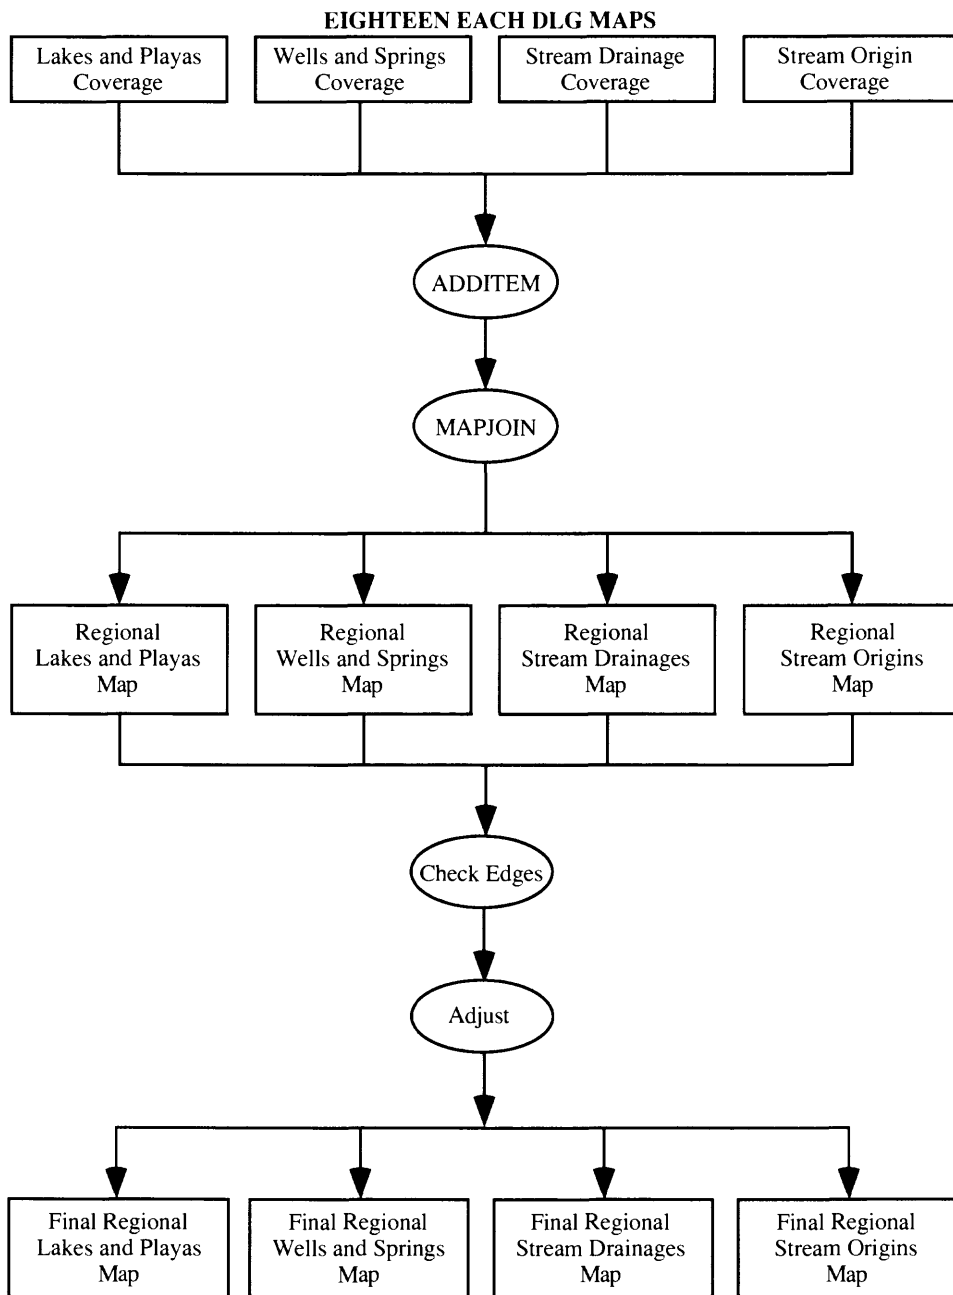 EIGHTEEN EACH DLG MAPS
Lakes and Playas
Coverage
Wells and Springs
Coverage
Stream Drainage
Coverage
Stream Origin
Coverage
ADDITEM
MAPJOIN
Regional
Lakes and Playas
Map
Regional
Wells and Springs
Map
Regional
Stream Drainages
Map
Regional
Stream Origins
Map
Check Edges
Adjust
Final Regional
Lakes and Playas
Map
Final Regional
Wells and Springs
Map
Final Regional
Stream Drainages
Map
Final Regional
Stream Origins
Map